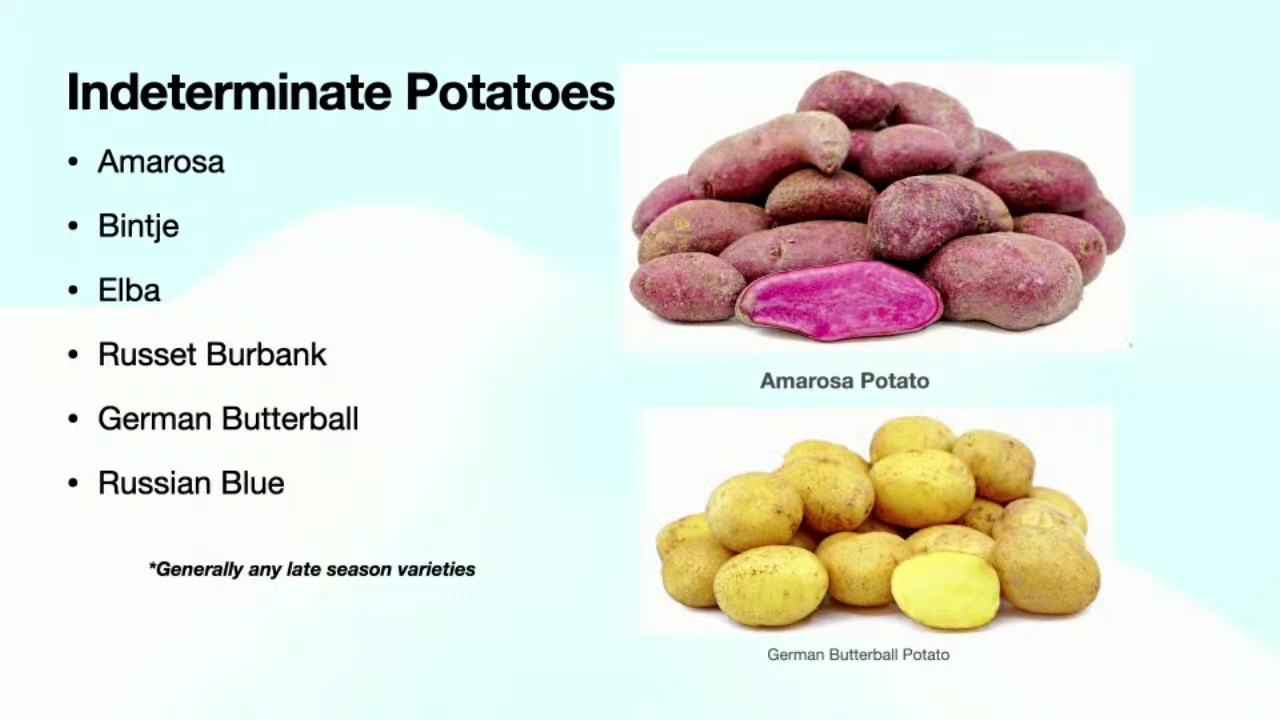 Indeterminate Potatoes
• Amarosa
• Bintje
• Elba
• Russet Burbank
• German Butterball
• Russian Blue
*Generally any late season varieties
Amarosa Potato
German Butterball Potato